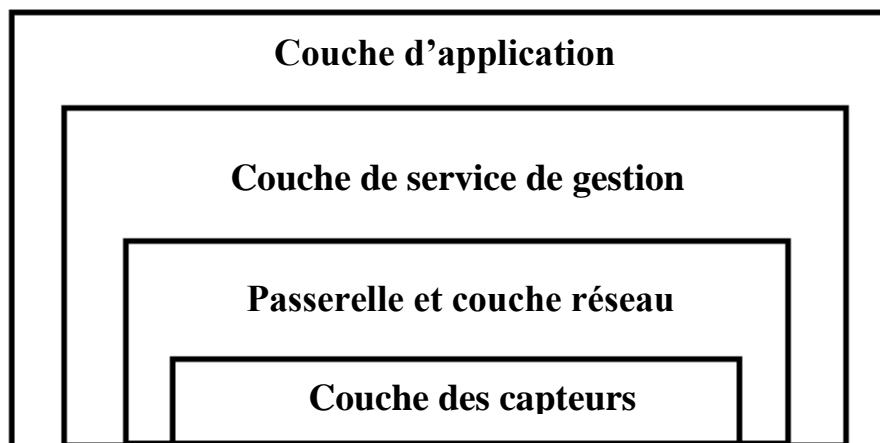 Couche d’application
Couche de service de gestion
Passerelle et couche réseau
Couche des capteurs